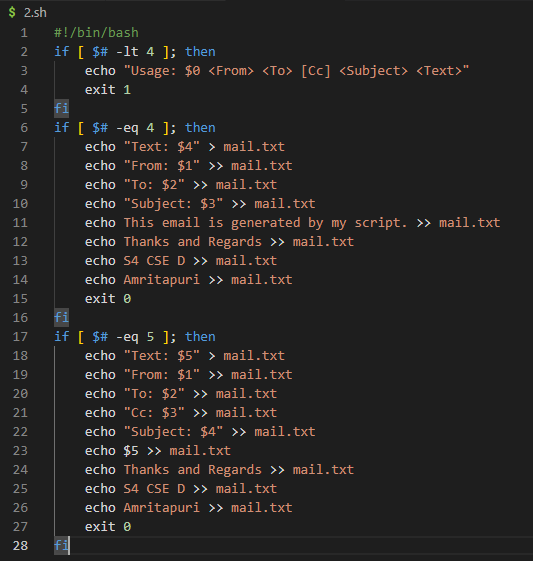 $ 2.sh
1 #!/bin/bash
2 if [ $# -lt 4 ]; then
3     echo "Usage: $0 <From> <To> [Cc] <Subject> <Text>"
4     exit 1
5 fi
6 if [ $# -eq 4 ]; then
7     echo "Text: $4" > mail.txt
8     echo "From: $1" >> mail.txt
9     echo "To: $2" >> mail.txt
10     echo "Subject: $3" >> mail.txt
11     echo This email is generated by my script. >> mail.txt
12     echo Thanks and Regards >> mail.txt
13     echo S4 CSE D >> mail.txt
14     echo Amritapuri >> mail.txt
15     exit 0
16 fi
17 if [ $# -eq 5 ]; then
18     echo "Text: $5" > mail.txt
19     echo "From: $1" >> mail.txt
20     echo "To: $2" >> mail.txt
21     echo "Cc: $3" >> mail.txt
22     echo "Subject: $4" >> mail.txt
23     echo $5 >> mail.txt
24     echo Thanks and Regards >> mail.txt
25     echo S4 CSE D >> mail.txt
26     echo Amritapuri >> mail.txt
27     exit 0
28 fi